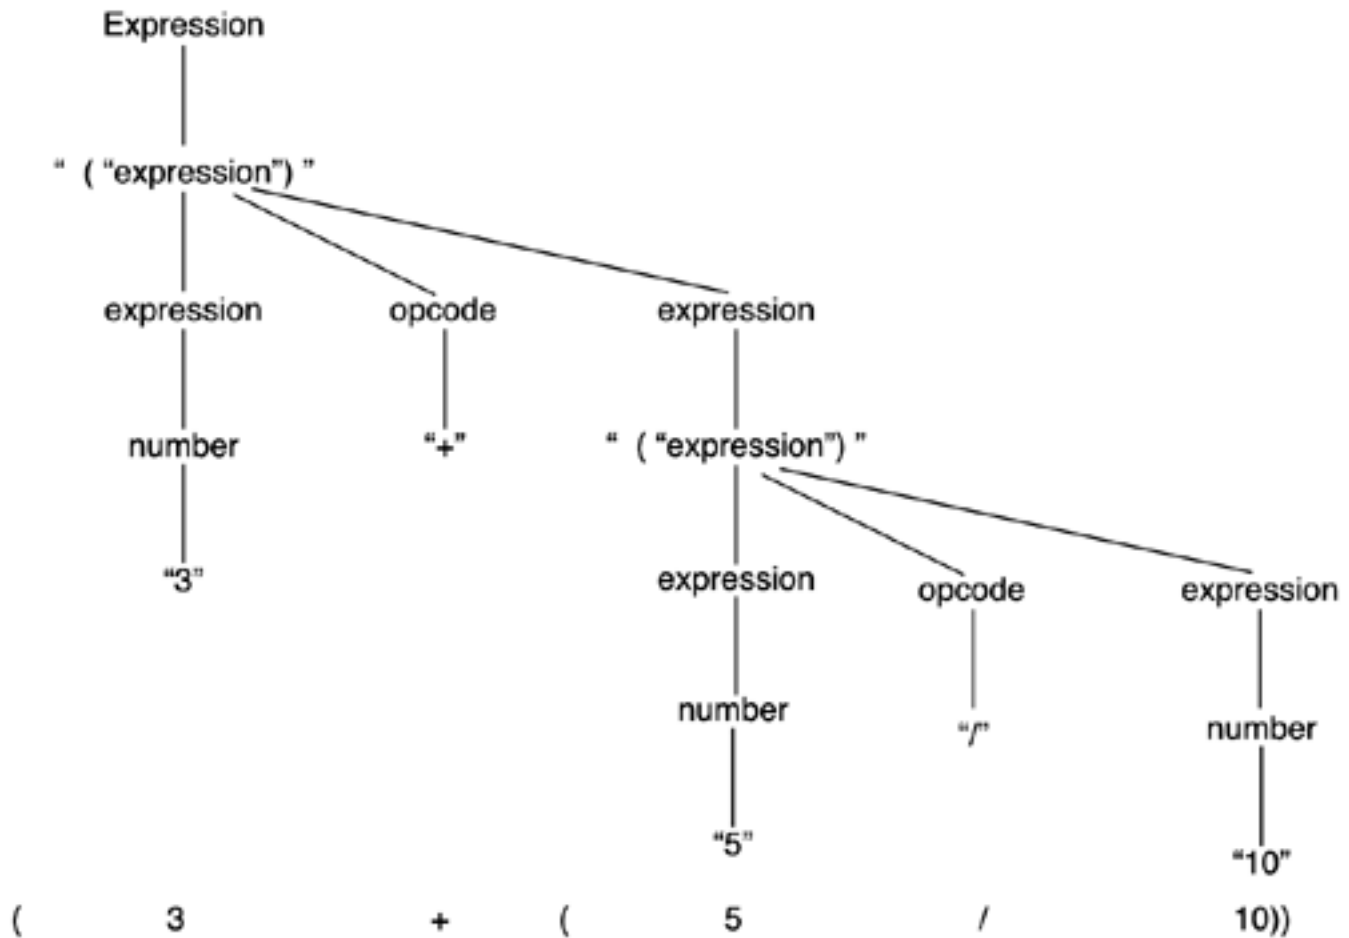 Expression
“ ( “expression”) ”
expression opcode expression
number “+” “ ( “expression”) ”
“3” expression opcode expression
number “/” number
“5” “10”
( 3 + ( 5 / 10))